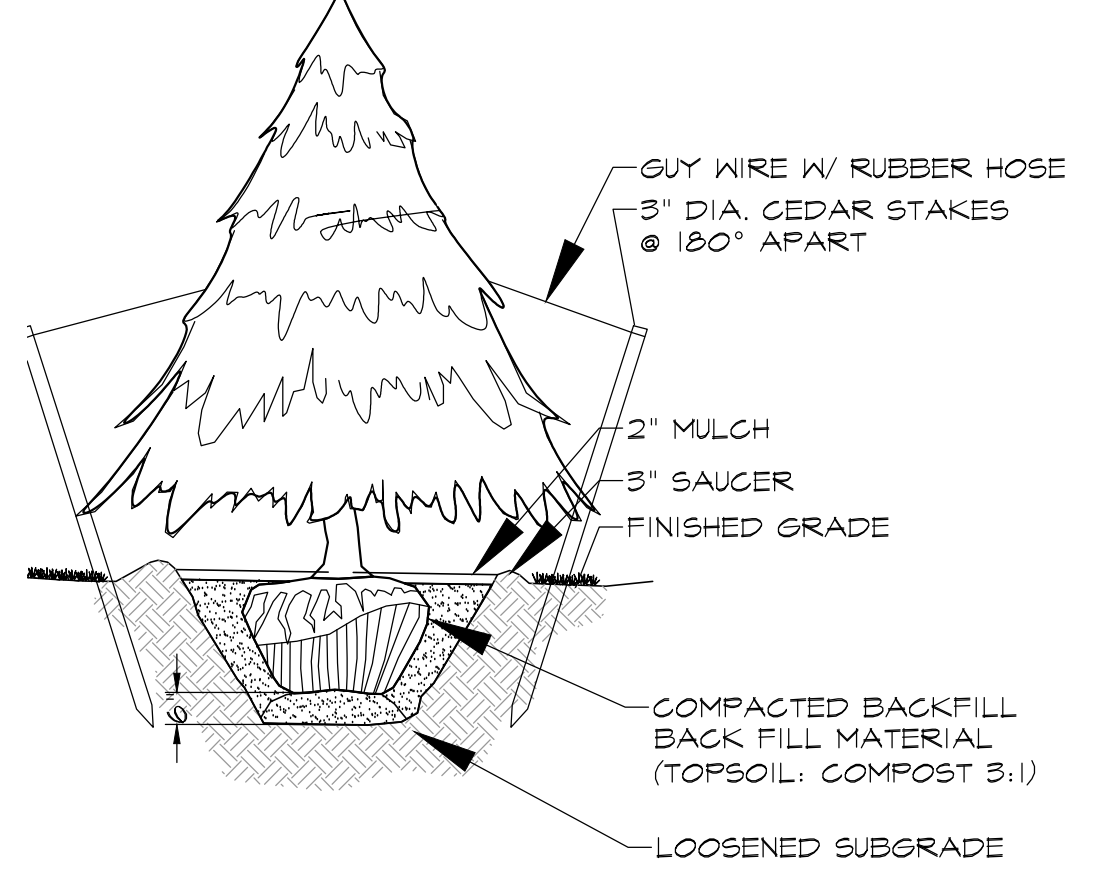 GUY WIRE W/ RUBBER HOSE
3" DIA. CEDAR STAKES
@ 180° APART
2" MULCH
3" SAUCER
FINISHED GRADE
6"
COMPACTED BACKFILL
BACK FILL MATERIAL
(TOPSOIL: COMPOST 3:1)
LOOSENED SUBGRADE